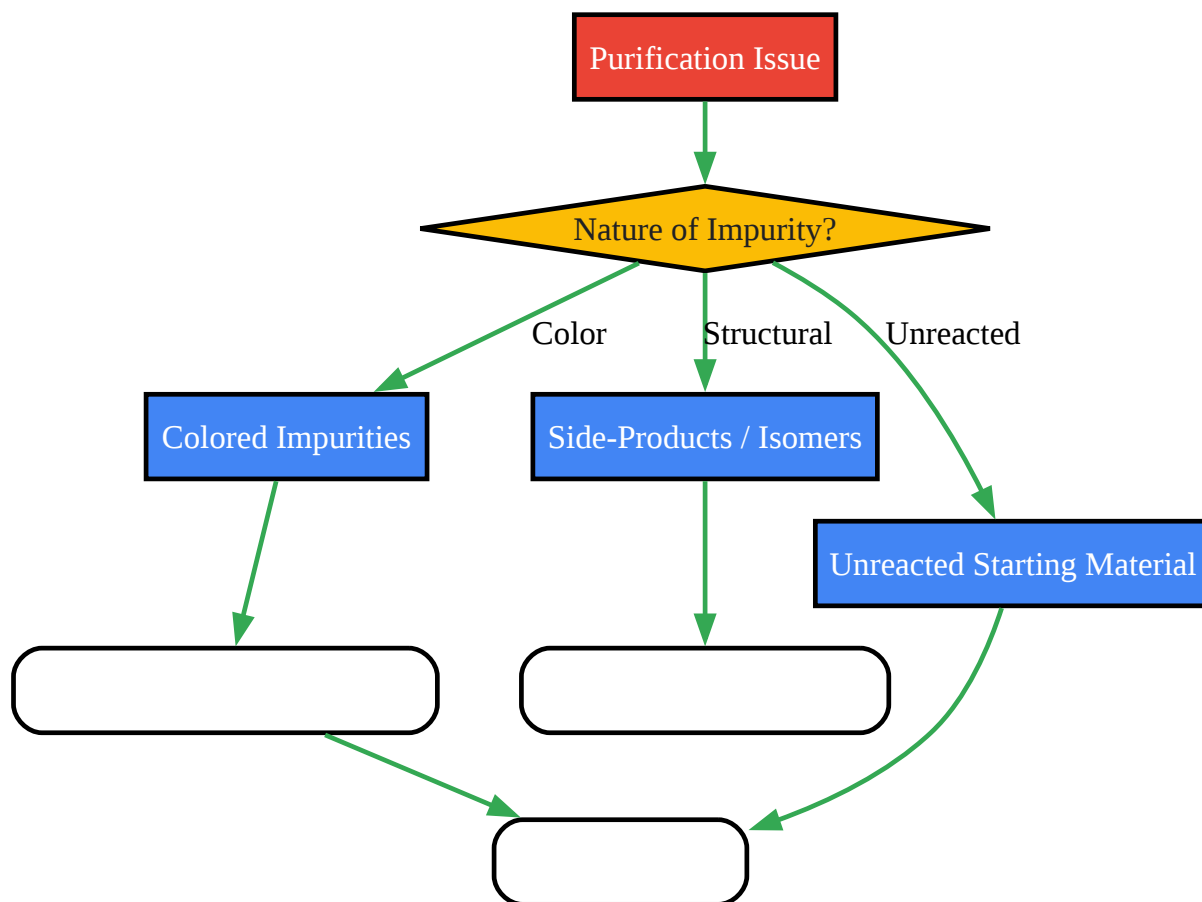 Purification Issue
Nature of Impurity?
Color
Structural
Unreacted
Colored Impurities
Side-Products / Isomers
Unreacted Starting Material